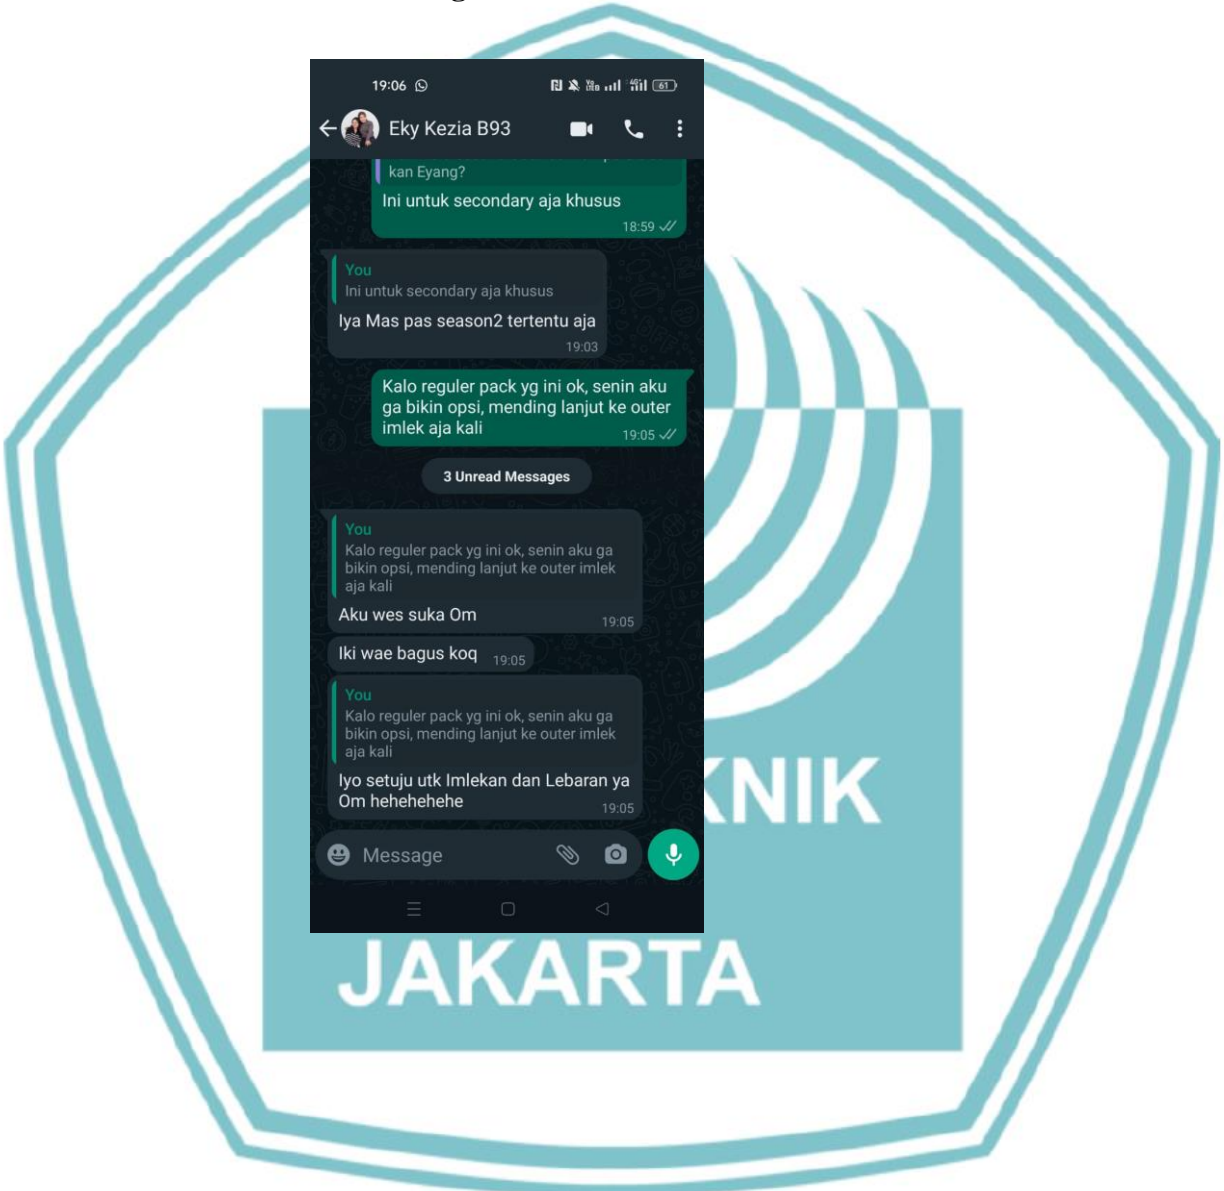 19:06
61
Eky Kezia B93
kan Eyang?
Ini untuk secondary aja khusus
18:59
You
Ini untuk secondary aja khusus
Iya Mas pas season2 tertentu aja
19:03
Kalo reguler pack yg ini ok, senin aku
ga bikin opsi, mending lanjut ke outer
imlek aja kali
19:05
3 Unread Messages
You
Kalo reguler pack yg ini ok, senin aku ga
bikin opsi, mending lanjut ke outer imlek
aja kali
Aku wes suka Om
19:05
Iki wae bagus koq 19:05
You
Kalo reguler pack yg ini ok, senin aku ga
bikin opsi, mending lanjut ke outer imlek
aja kali
Iyo setuju utk Imlekan dan Lebaran ya
Om hehehehehe
19:05
Message
KNIK
JAKARTA